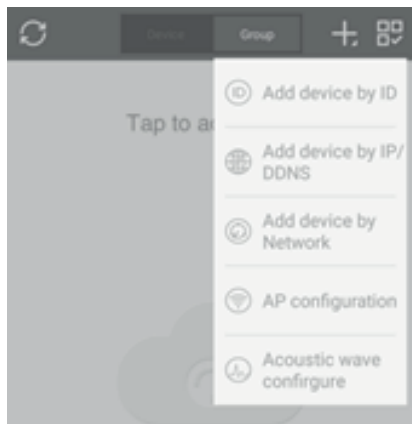 Device Group
Tap to a
Add device by ID
Add device by IP/
DDNS
Add device by
Network
AP configuration
Acoustic wave
confirgure